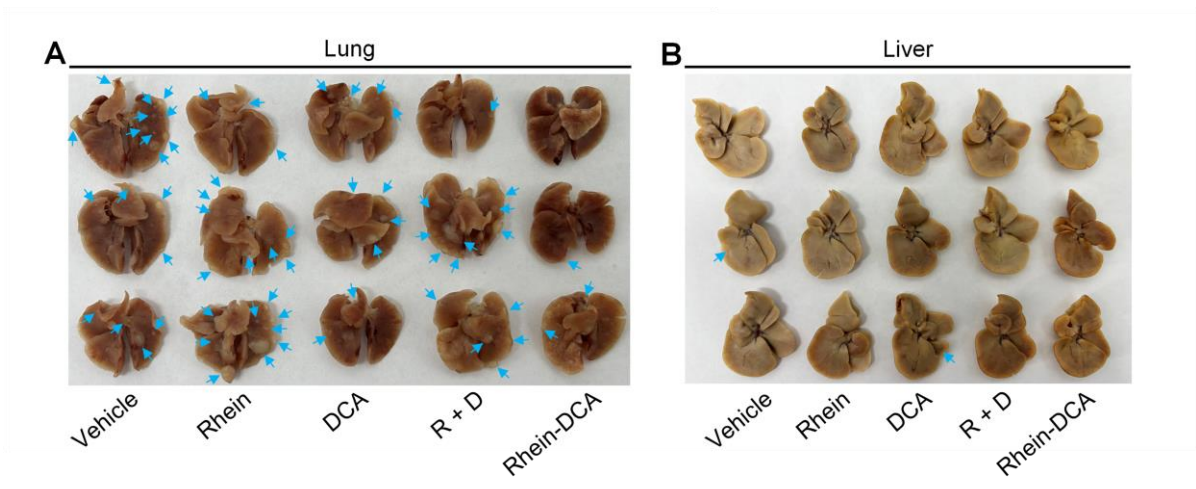 A
Lung
Vehicle
Rhein
DCA
R + D
Rhein-DCA
B
Liver
Vehicle
Rhein
DCA
R + D
Rhein-DCA